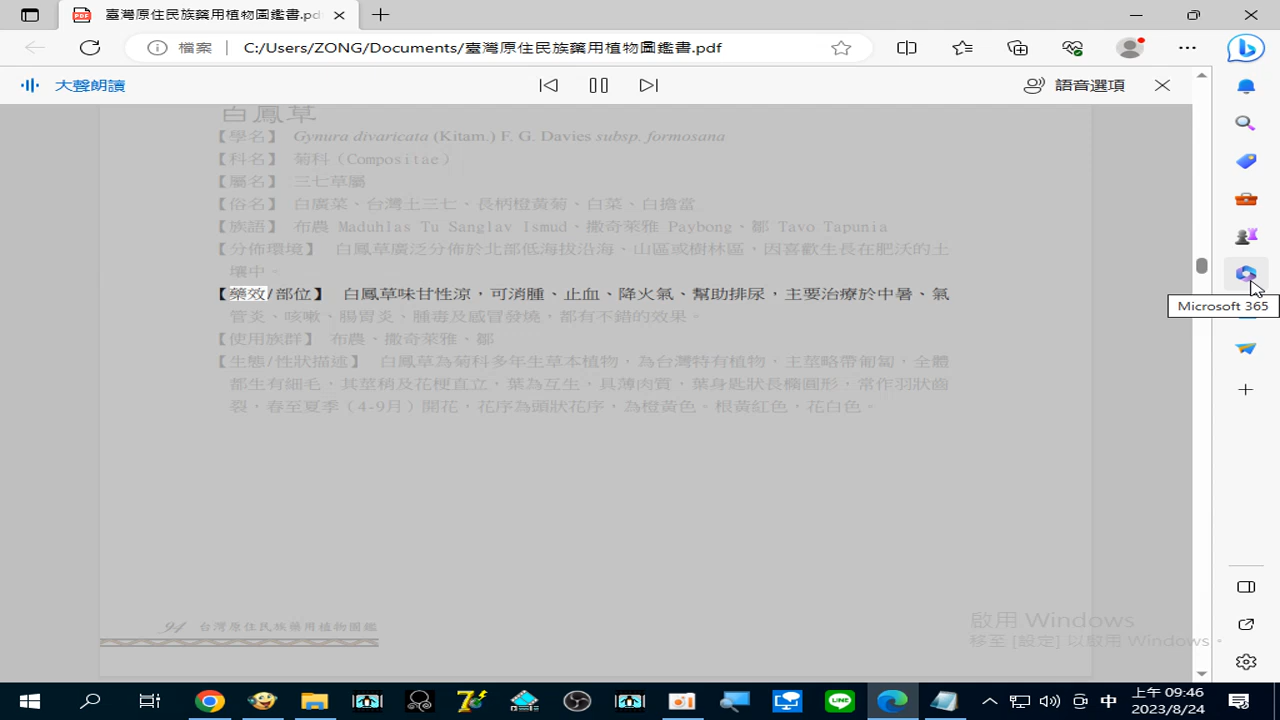 臺灣原住民族藥用植物圖鑑書.pd
檔案 C:/Users/ZONG/Documents/臺灣原住民族藥用植物圖鑑書.pdf
大聲朗讀
語音選項
白鳳草
【學名】 Gynura divaricata (Kitam.) F. G. Davies subsp. formosana
【科名】 菊科（Compositae）
【屬名】 三七草屬
【俗名】 白廣菜、台灣土三七、長柄橙黃菊、白菜、白擔當
【族語】 布農 Maduhlas Tu Sanglav Ismud、撒奇萊雅 Paybong、鄒 Tavo Tapunia
【分佈環境】 白鳳草廣泛分佈於北部低海拔沿海、山區或樹林區，因喜歡生長在肥沃的土
壤中。
【藥效/部位】 白鳳草味甘性涼，可消腫、止血、降火氣、幫助排尿，主要治療於中暑、氣
管炎、咳嗽、腸胃炎、腫毒及感冒發燒，都有不錯的效果。
【使用族群】 布農、撒奇萊雅、鄒
【生態/性狀描述】 白鳳草為菊科多年生草本植物，為台灣特有植物，主莖略帶匍匐，全體
都生有細毛，其莖稍及花梗直立，葉為互生，具薄肉質，葉身匙狀長橢圓形，常作羽狀齒
裂，春至夏季（4-9月）開花，花序為頭狀花序，為橙黃色。根黃紅色，花白色。
Microsoft 365
94 台灣原住民族藥用植物圖鑑
啟用 Windows
移至 [設定] 以啟用 Windows。
中
上午 09:46
2023/8/24